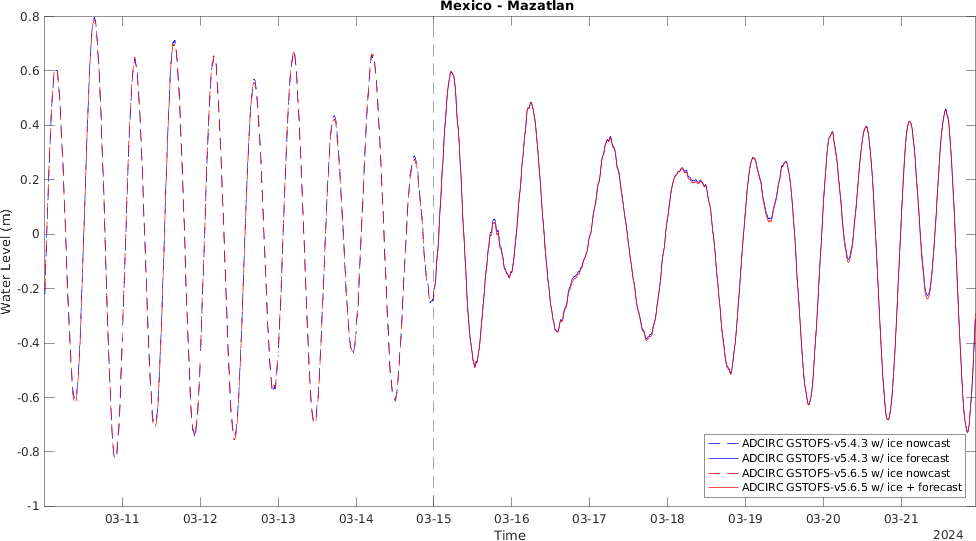 Mexico - Mazatlan
0.8
0.6
0.4
0.2
0
-0.2
-0.4
-0.6
-0.8
-1
Water Level (m)
ADCIRC GSTOFS-v5.4.3 w/ ice nowcast
ADCIRC GSTOFS-v5.4.3 w/ ice forecast
ADCIRC GSTOFS-v5.6.5 w/ ice nowcast
ADCIRC GSTOFS-v5.6.5 w/ ice + forecast
03-11 03-12 03-13 03-14 03-15 03-16 03-17 03-18 03-19 03-20 03-21
Time
2024